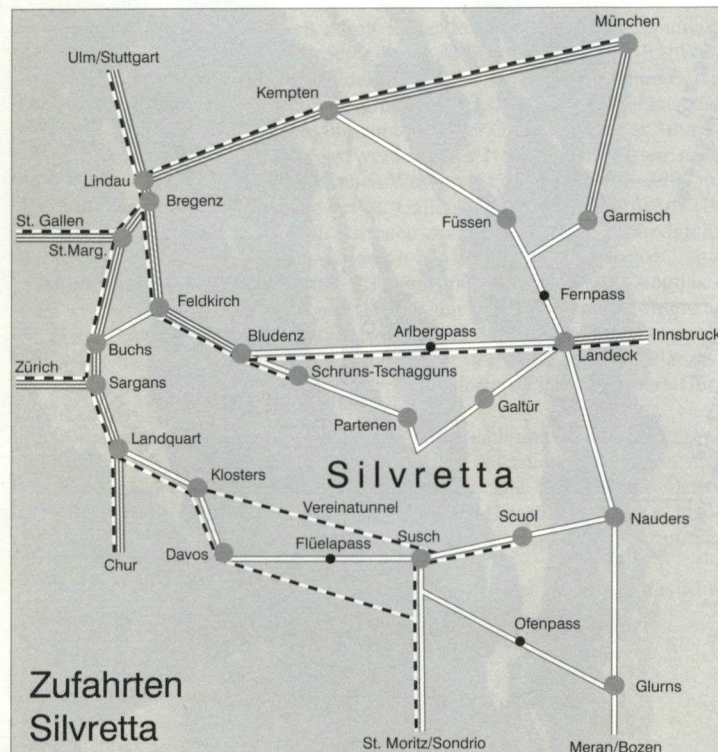 München
Ulm/Stuttgart
Kempten
Lindau
Bregenz
St. Gallen
St.Marg.
Füssen
Garmisch
Fernpass
Feldkirch
Bludenz
Arlbergpass
Innsbruck
Buchs
Landeck
Zürich
Schruns-Tschagguns
Sargans
Galtür
Partenen
Landquart
Silvretta
Klosters
Vereinatunnel
Scuol
Susch
Nauders
Flüelapass
Davos
Chur
Ofenpass
Glurns
Zufahrten
Silvretta
St. Moritz/Sondrio
Meran/Bozen